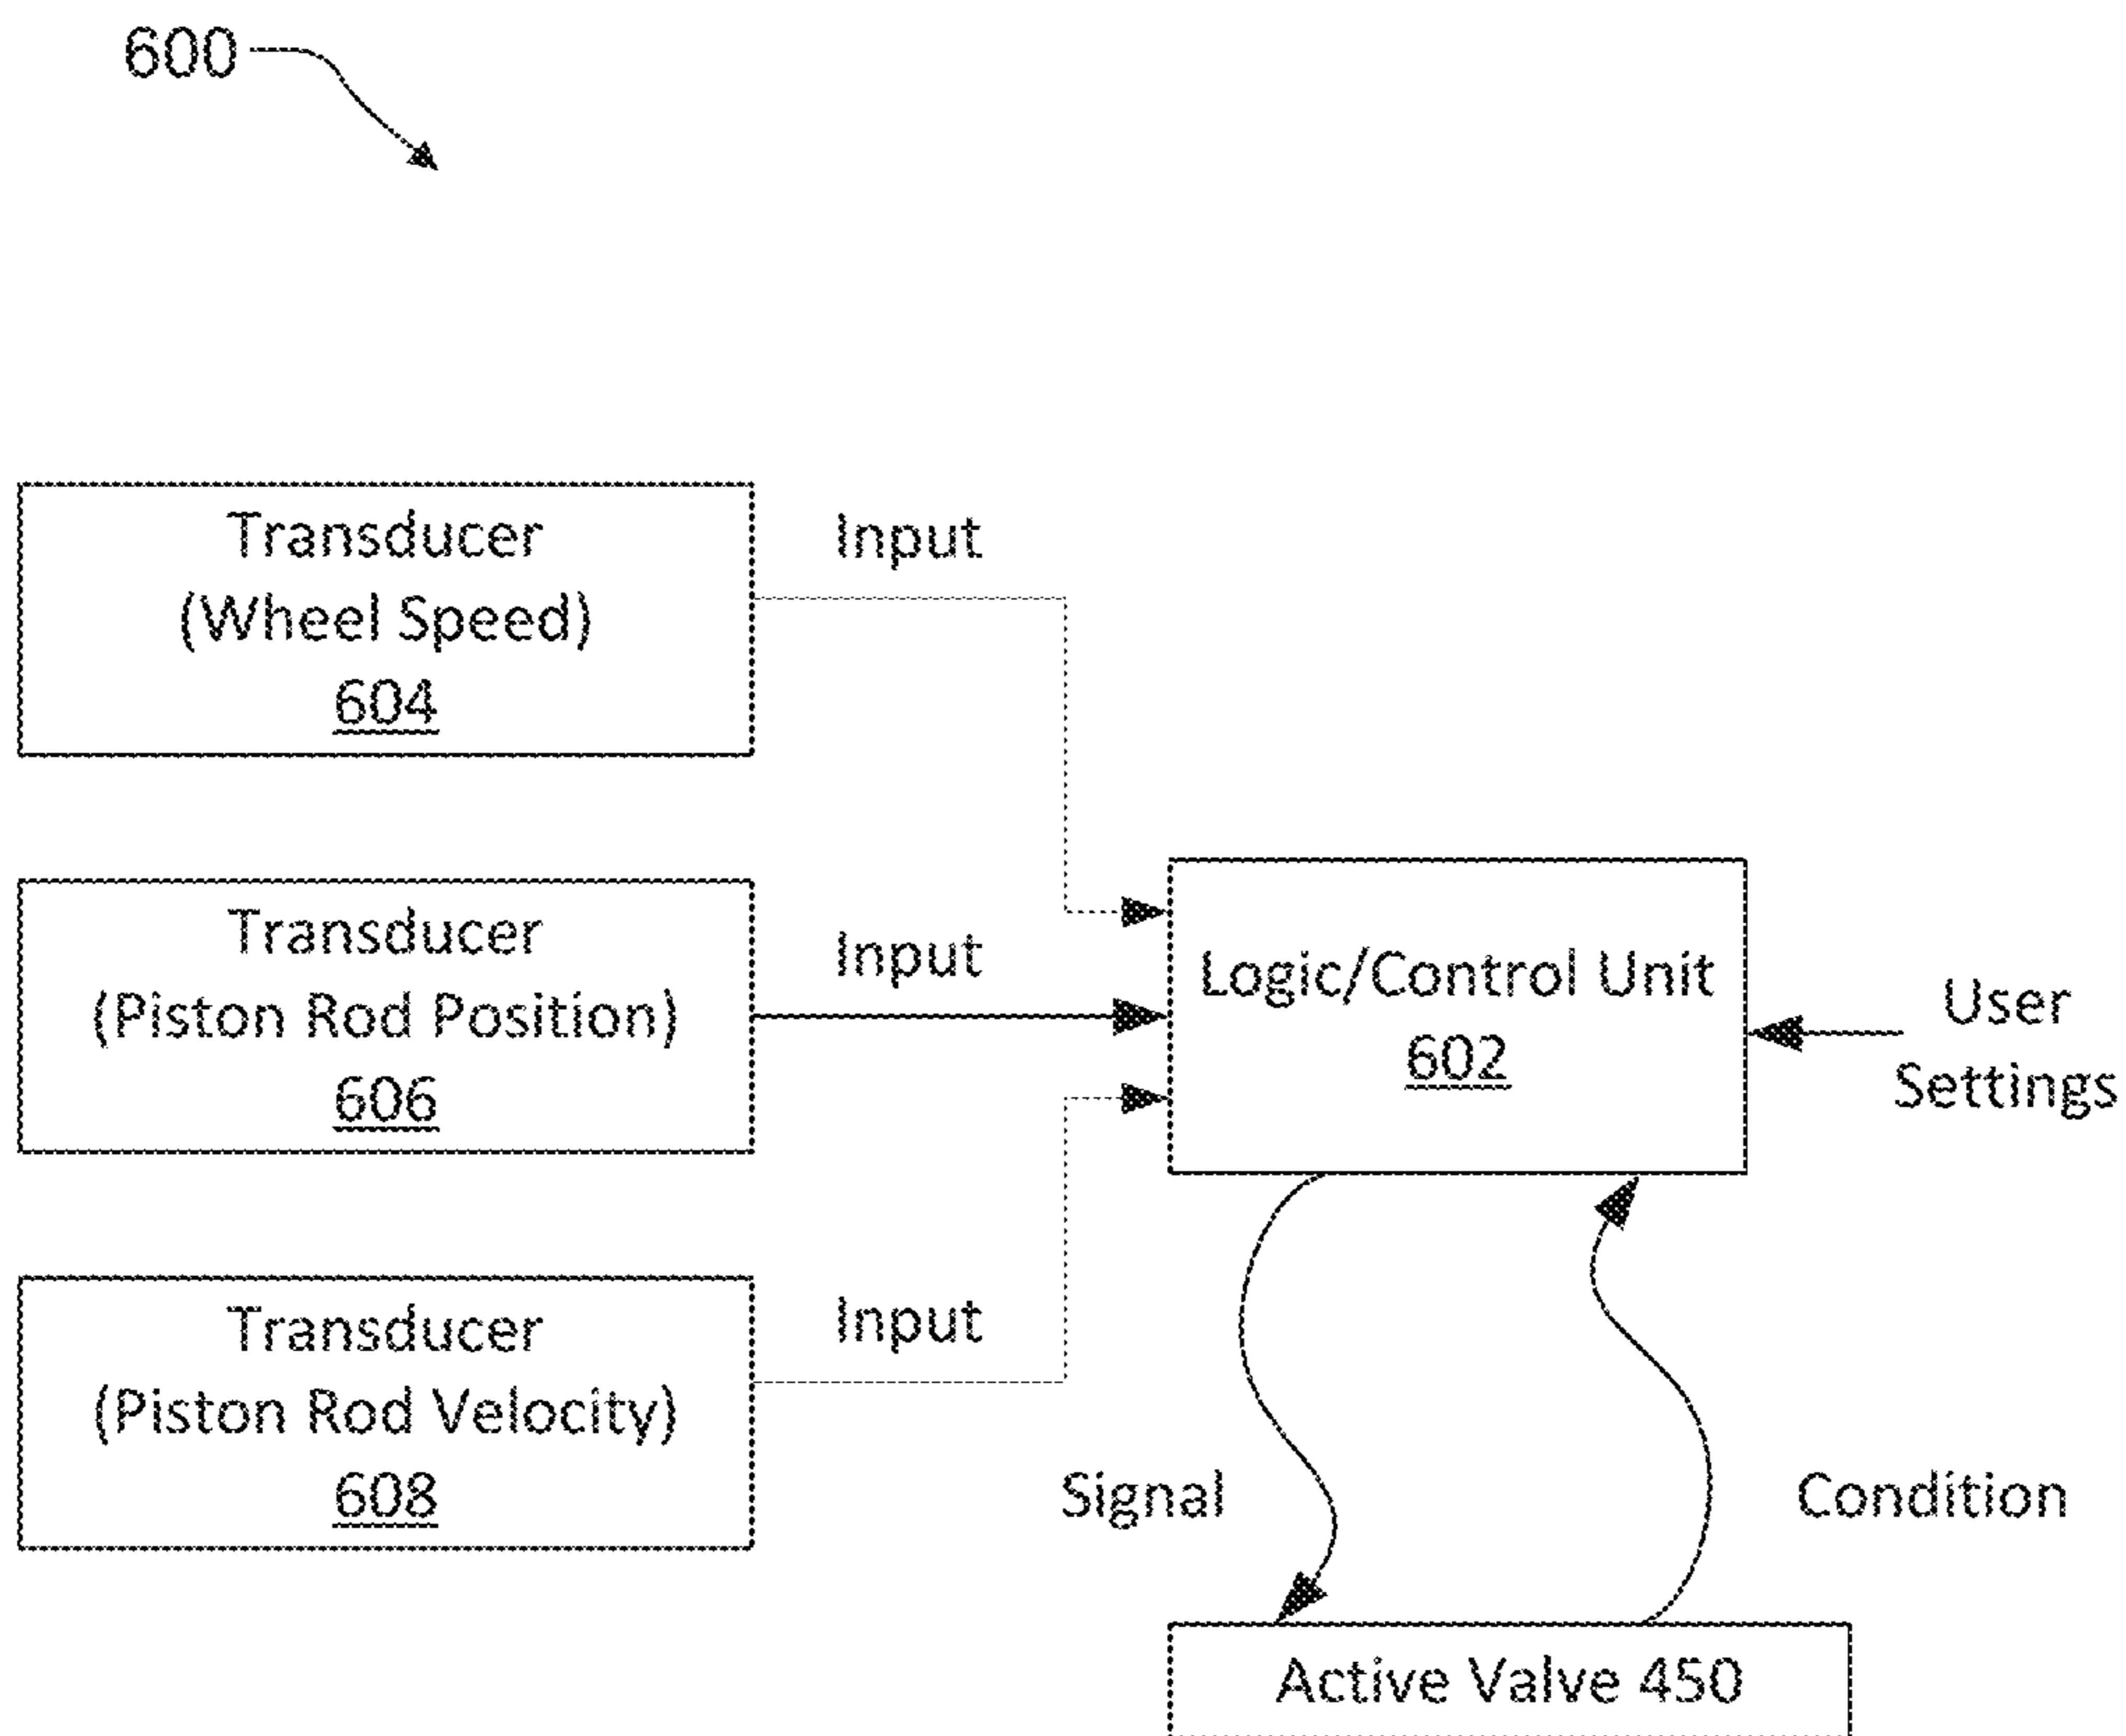 600
Transducer
(Wheel Speed)
604
Input
Transducer
(Piston Rod Position)
606
Input
Logic/Control Unit
602
User
Settings
Transducer
(Piston Rod Velocity)
608
Input
Signal
Condition
Active Valve 450